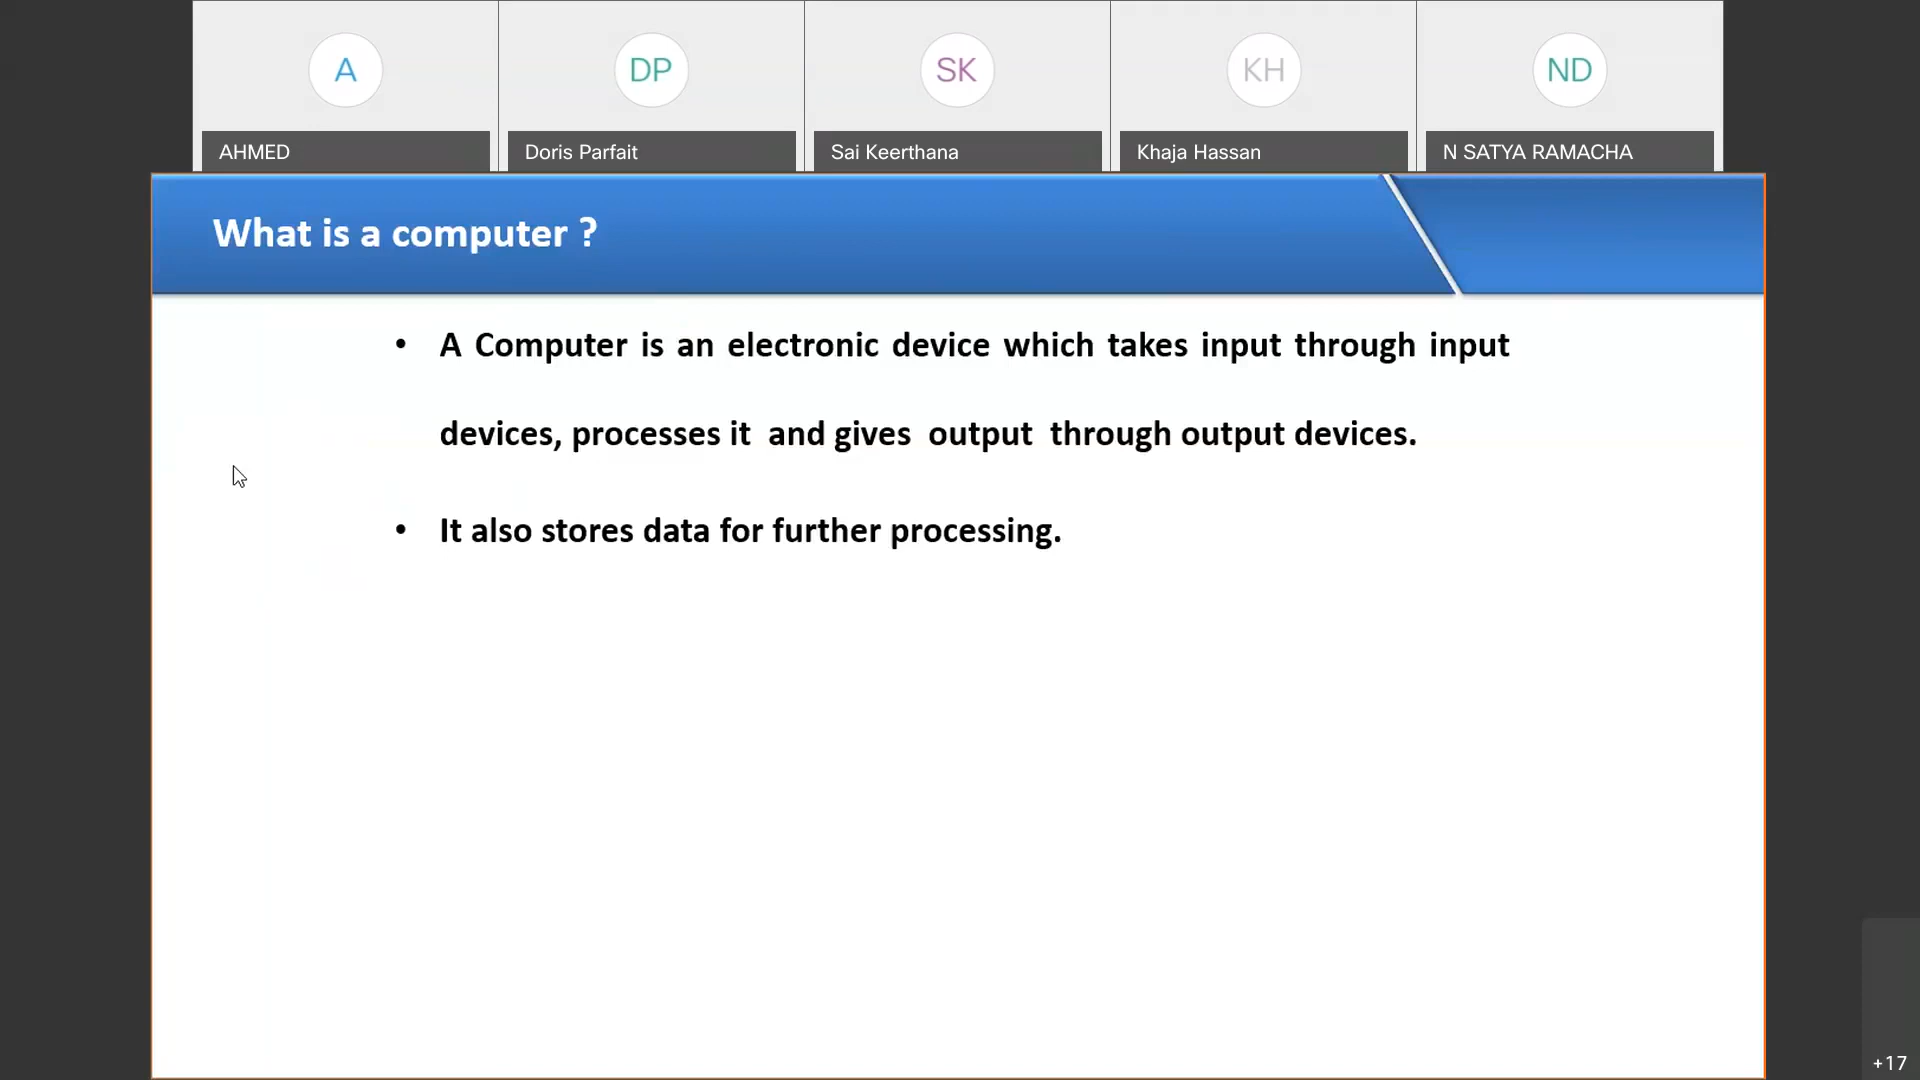 A
DP
SK
KH
ND
AHMED
Doris Parfait
Sai Keerthana
Khaja Hassan
N SATYA RAMACHA
What is a computer ?
• A Computer is an electronic device which takes input through input
devices, processes it and gives output through output devices.
• It also stores data for further processing.
+17